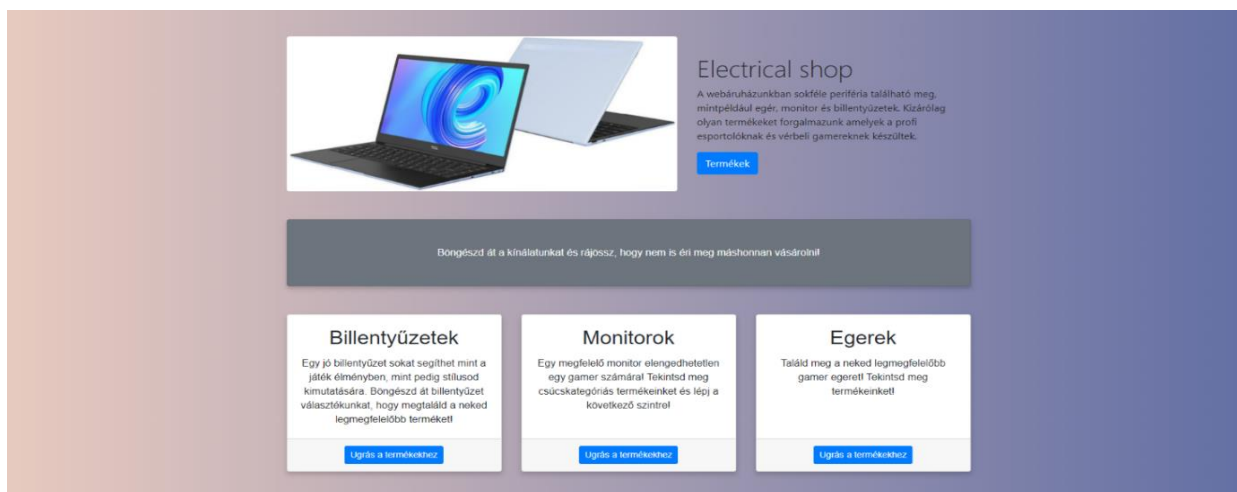 Electrical shop
A webáruházunkban sokféle periféria található meg,
mintpéldául egér, monitor és billentyűzetek. Kizárólag
olyan termékeket forgalmazunk amelyek a profi
esportolóknak és vérbeli gamereknek készültek.
Termékek
Böngészd át a kínálatunkat és rájössz, hogy nem is éri meg máshonnan vásárolni!
Billentyűzetek
Egy jó billentyűzet sokat segíthet mint a
játék élményben, mint pedig stílusod
kimutatására. Böngészd át billentyűzet
választékunkat, hogy megtaláld a neked
legmegfelelőbb terméket!
Ugrás a termékekhez
Monitorok
Egy megfelelő monitor elengedhetetlen
egy gamer számára! Tekintsd meg
csúcskategóriás termékeinket és lépj a
következő szintre!
Ugrás a termékekhez
Egerek
Találd meg a neked legmegfelelőbb
gamer egeret! Tekintsd meg
termékeinket!
Ugrás a termékekhez